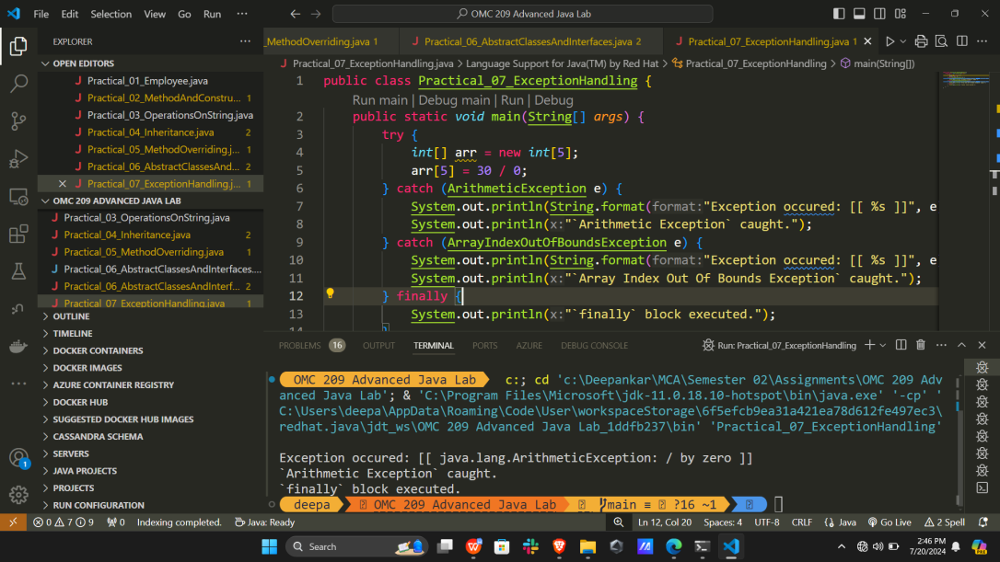 File Edit Selection View Go Run ··· OMC 209 Advanced Java Lab
EXPLORER
OPEN EDITORS
Practical_01_Employee.java
Practical_02_MethodAndConstru... 1
Practical_03_OperationsOnString.java
Practical_04_Inheritance.java 2
Practical_05_MethodOverriding.j... 1
Practical_06_AbstractClassesAnd... 2
Practical_07_ExceptionHandling.j... 1
OMC 209 ADVANCED JAVA LAB
Practical_03_OperationsOnString.java
Practical_04_Inheritance.java 2
Practical_05_MethodOverriding.java 1
Practical_06_AbstractClassesAndInterfaces....
Practical_06_AbstractClassesAndInterf... 2
Practical_07_ExceptionHandling.java 1
OUTLINE
TIMELINE
DOCKER CONTAINERS
DOCKER IMAGES
AZURE CONTAINER REGISTRY
DOCKER HUB
SUGGESTED DOCKER HUB IMAGES
CASSANDRA SCHEMA
SERVERS
JAVA PROJECTS
PROJECTS
RUN CONFIGURATION
1
_MethodOverriding.java 1 Practical_06_AbstractClassesAndInterfaces.java 2 Practical_07_ExceptionHandling.java 1
Practical_07_ExceptionHandling.java > Language Support for Java(TM) by Red Hat > Practical_07_ExceptionHandling > main(String[])
1 public class Practical_07_ExceptionHandling {
Run main | Debug main | Run | Debug
2 public static void main(String[] args) {
3 try {
4 int[] arr = new int[5];
5 arr[5] = 30 / 0;
6 } catch (ArithmeticException e) {
7 System.out.println(String.format(format:"Exception occured: [[ %s ]]", e
8 System.out.println(x:"`Arithmetic Exception` caught.");
9 } catch (ArrayIndexOutOfBoundsException e) {
10 System.out.println(String.format(format:"Exception occured: [[ %s ]]", e
11 System.out.println(x:"`Array Index Out Of Bounds Exception` caught.");
12 } finally {
13 System.out.println(x:"`finally` block executed.");
14 }
PROBLEMS 16 OUTPUT TERMINAL PORTS AZURE DEBUG CONSOLE Run: Practical_07_ExceptionHandling
OMC 209 Advanced Java Lab c:; cd 'c:\Deepankar\MCA\Semester 02\Assignments\OMC 209 Adv
anced Java Lab'; & 'C:\Program Files\Microsoft\jdk-11.0.18.10-hotspot\bin\java.exe' '-cp' '
C:\Users\deepa\AppData\Roaming\Code\User\workspaceStorage\6f5efcb9ea31a421ea78d612fe497ec3\
redhat.java\jdt_ws\OMC 209 Advanced Java Lab_1ddfb237\bin' 'Practical_07_ExceptionHandling'
Exception occured: [[ java.lang.ArithmeticException: / by zero ]]
`Arithmetic Exception` caught.
`finally` block executed.
deepa OMC 209 Advanced Java Lab main ≡ ?16 ~1
0 7 9 0 Indexing completed. Java: Ready Ln 12, Col 20 Spaces: 4 UTF-8 CRLF {} Java Go Live 2 Spell
Search
2:46 PM
7/20/2024